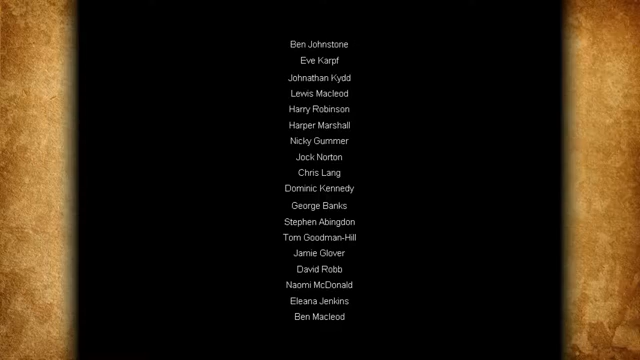 Ben Johnstone
Eve Karpf
Johnathan Kydd
Lewis Macleod
Harry Robinson
Harper Marshall
Nicky Gummer
Jock Norton
Chris Lang
Dominic Kennedy
George Banks
Stephen Abingdon
Tom Goodman-Hill
Jamie Glover
David Robb
Naomi McDonald
Eleana Jenkins
Ben Macleod